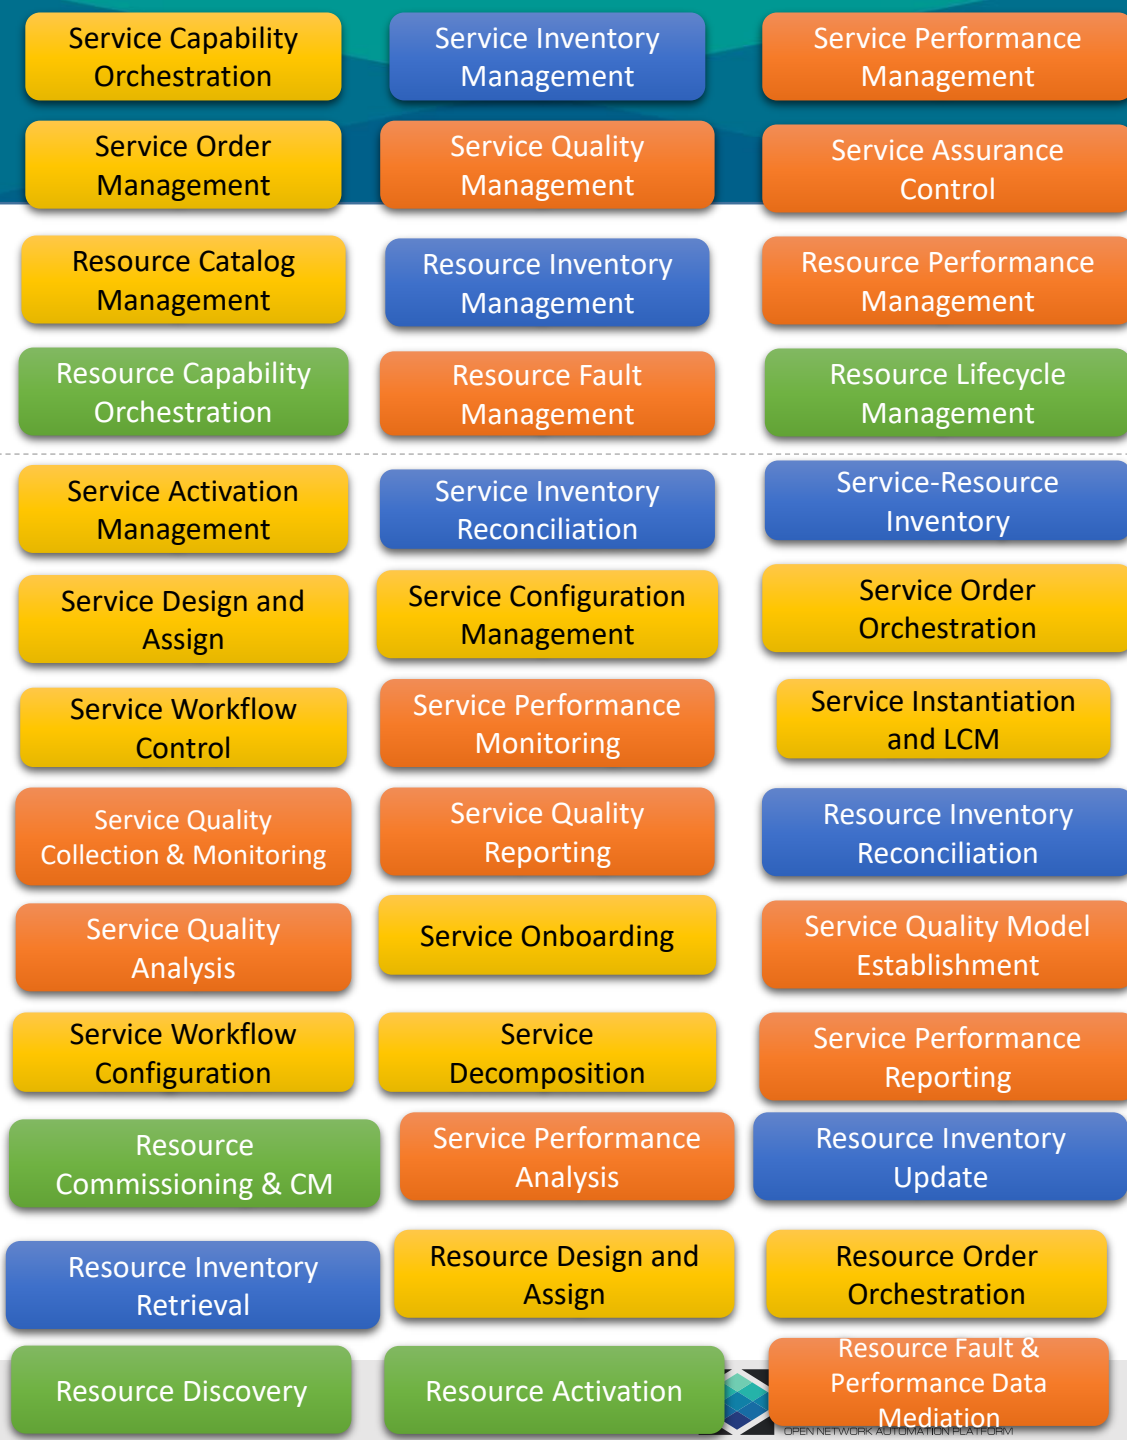 Service Capability
Orchestration
Service Inventory
Management
Service Performance
Management
Service Order
Management
Service Quality
Management
Service Assurance
Control
Resource Catalog
Management
Resource Inventory
Management
Resource Performance
Management
Resource Capability
Orchestration
Resource Fault
Management
Resource Lifecycle
Management
Service Activation
Management
Service Inventory
Reconciliation
Service-Resource
Inventory
Service Design and
Assign
Service Configuration
Management
Service Order
Orchestration
Service Workflow
Control
Service Performance
Monitoring
Service Instantiation
and LCM
Service Quality
Collection & Monitoring
Service Quality
Reporting
Resource Inventory
Reconciliation
Service Quality
Analysis
Service Onboarding
Service Quality Model
Establishment
Service Workflow
Configuration
Service
Decomposition
Service Performance
Reporting
Resource
Commissioning & CM
Service Performance
Analysis
Resource Inventory
Update
Resource Inventory
Retrieval
Resource Design and
Assign
Resource Order
Orchestration
Resource Discovery
Resource Activation
Resource Fault &
Performance Data
Mediation
OPEN NETWORK AUTOMATION PLATFORM